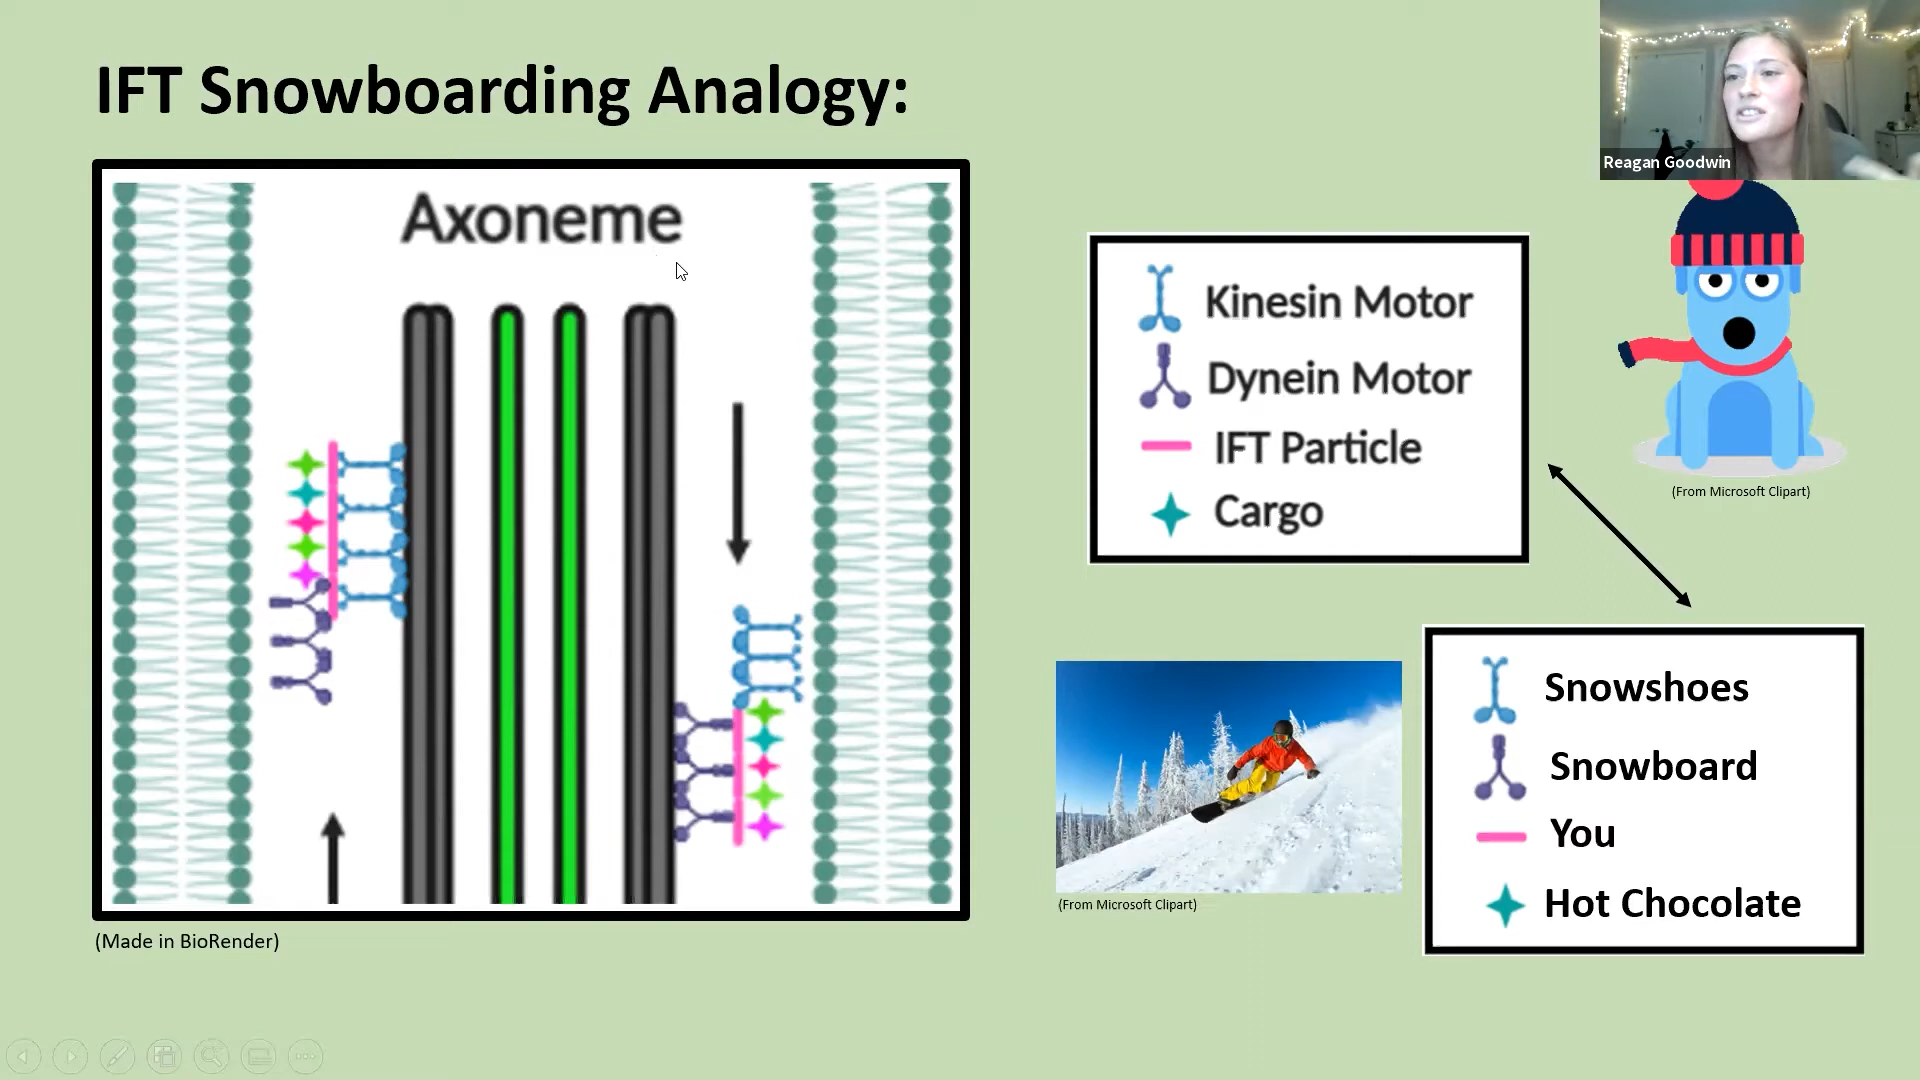 IFT Snowboarding Analogy:
Reagan Goodwin
Axoneme
Kinesin Motor
Dynein Motor
IFT Particle
Cargo
(From Microsoft Clipart)
Snowshoes
Snowboard
You
Hot Chocolate
(From Microsoft Clipart)
(Made in BioRender)